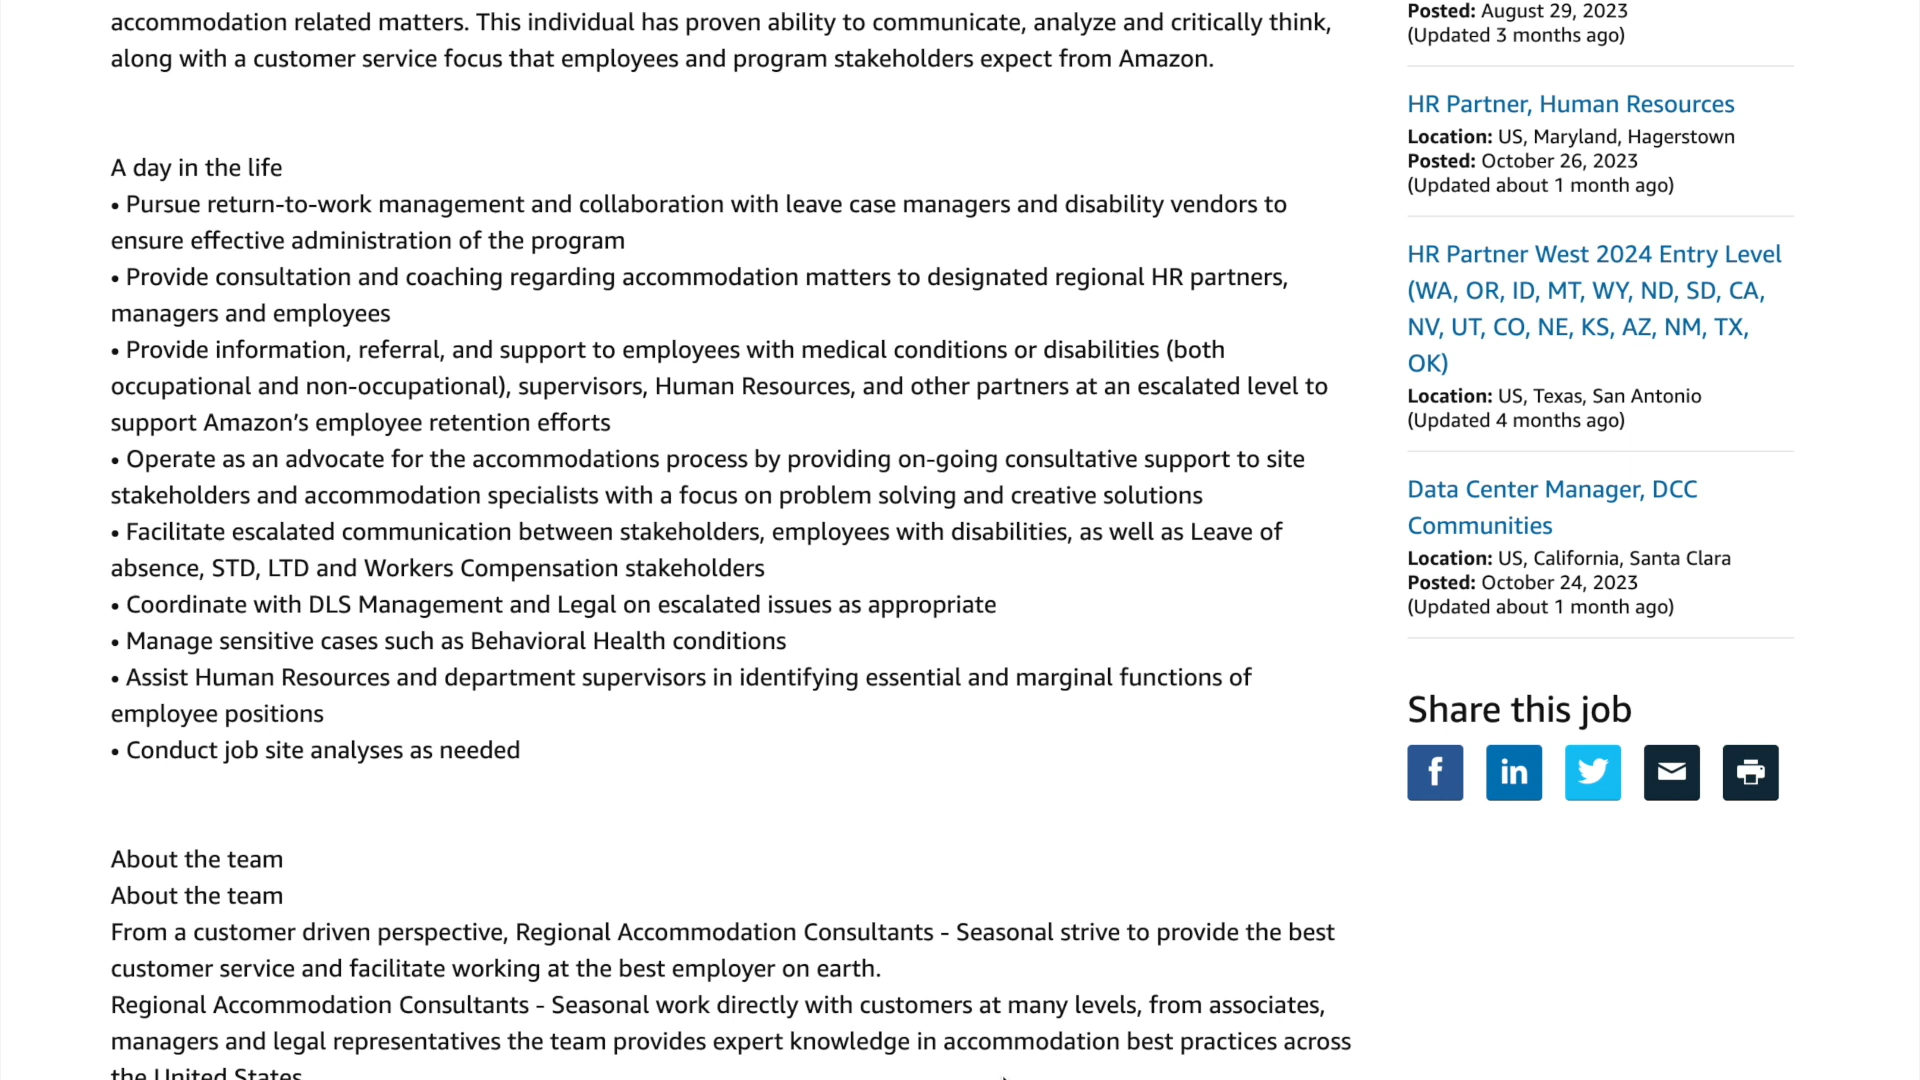 accommodation related matters. This individual has proven ability to communicate, analyze and critically think,
along with a customer service focus that employees and program stakeholders expect from Amazon.
A day in the life
• Pursue return-to-work management and collaboration with leave case managers and disability vendors to
ensure effective administration of the program
• Provide consultation and coaching regarding accommodation matters to designated regional HR partners,
managers and employees
• Provide information, referral, and support to employees with medical conditions or disabilities (both
occupational and non-occupational), supervisors, Human Resources, and other partners at an escalated level to
support Amazon’s employee retention efforts
• Operate as an advocate for the accommodations process by providing on-going consultative support to site
stakeholders and accommodation specialists with a focus on problem solving and creative solutions
• Facilitate escalated communication between stakeholders, employees with disabilities, as well as Leave of
absence, STD, LTD and Workers Compensation stakeholders
• Coordinate with DLS Management and Legal on escalated issues as appropriate
• Manage sensitive cases such as Behavioral Health conditions
• Assist Human Resources and department supervisors in identifying essential and marginal functions of
employee positions
• Conduct job site analyses as needed
About the team
About the team
From a customer driven perspective, Regional Accommodation Consultants - Seasonal strive to provide the best
customer service and facilitate working at the best employer on earth.
Regional Accommodation Consultants - Seasonal work directly with customers at many levels, from associates,
managers and legal representatives the team provides expert knowledge in accommodation best practices across
the United States
Posted: August 29, 2023
(Updated 3 months ago)
HR Partner, Human Resources
Location: US, Maryland, Hagerstown
Posted: October 26, 2023
(Updated about 1 month ago)
HR Partner West 2024 Entry Level
(WA, OR, ID, MT, WY, ND, SD, CA,
NV, UT, CO, NE, KS, AZ, NM, TX,
OK)
Location: US, Texas, San Antonio
(Updated 4 months ago)
Data Center Manager, DCC
Communities
Location: US, California, Santa Clara
Posted: October 24, 2023
(Updated about 1 month ago)
Share this job
f
in